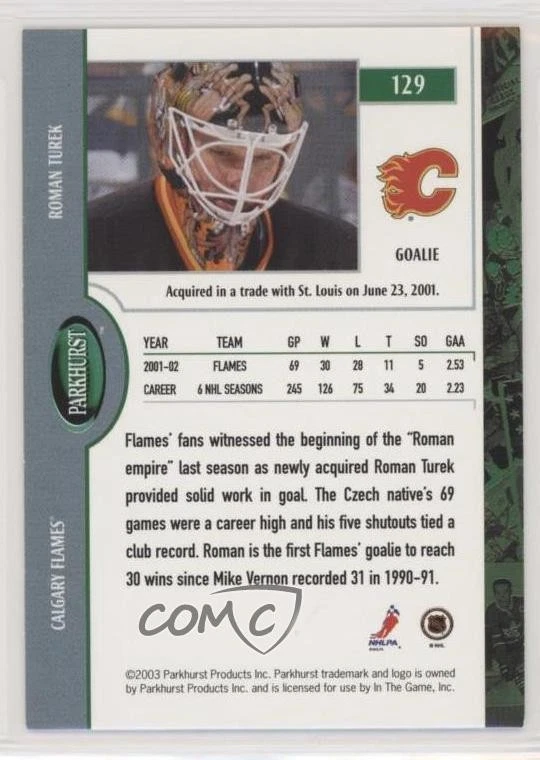 ROMAN TUREK
129
GOALIE
Acquired in a trade with St. Louis on June 23, 2001.
PARKHURST™
CALGARY FLAMES®
YEAR TEAM GP W L T SO GAA
2001-02 FLAMES 69 30 28 11 5 2.53
CAREER 6 NHL SEASONS 245 126 75 34 20 2.23
Flames' fans witnessed the beginning of the "Roman
empire" last season as newly acquired Roman Turek
provided solid work in goal. The Czech native's 69
games were a career high and his five shutouts tied a
club record. Roman is the first Flames' goalie to reach
30 wins since Mike Vernon recorded 31 in 1990-91.
COMC
NHLPA
NHL
©2003 Parkhurst Products Inc. Parkhurst trademark and logo is owned
by Parkhurst Products Inc. and is licensed for use by In The Game, Inc.